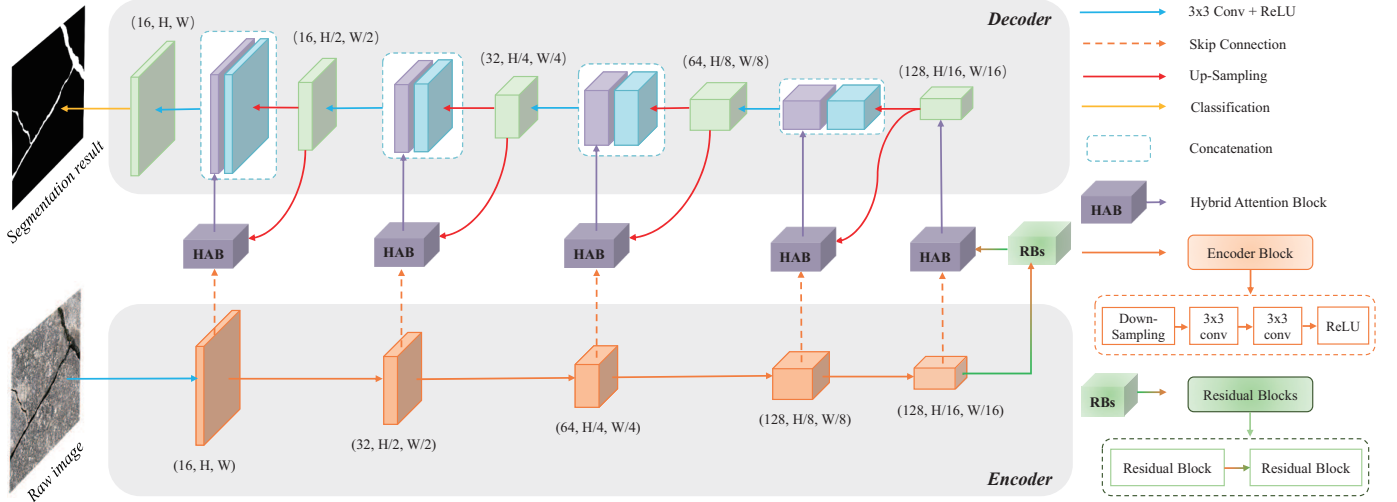 Decoder
(16, H, W)
(16, H/2, W/2)
(32, H/4, W/4)
(64, H/8, W/8)
(128, H/16, W/16)
Segmentation result
HAB
HAB
HAB
HAB
HAB
RBs
Raw image
(16, H, W)
(32, H/2, W/2)
(64, H/4, W/4)
(128, H/8, W/8)
(128, H/16, W/16)
Encoder
3x3 Conv + ReLU
Skip Connection
Up-Sampling
Classification
Concatenation
HAB
Hybrid Attention Block
Encoder Block
Down-
Sampling
3x3
conv
3x3
conv
ReLU
RBs
Residual Blocks
Residual Block
Residual Block